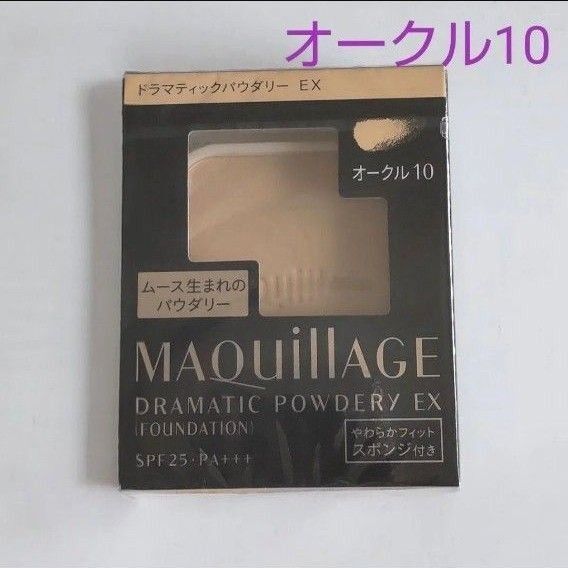 オークル10
ドラマティックパウダリー EX
オークル10
ムース生まれの
パウダリー
MAQuillAGE
DRAMATIC POWDERY EX
(FOUNDATION)
やわらかフィット
スポンジ付き
SPF25・PA+++